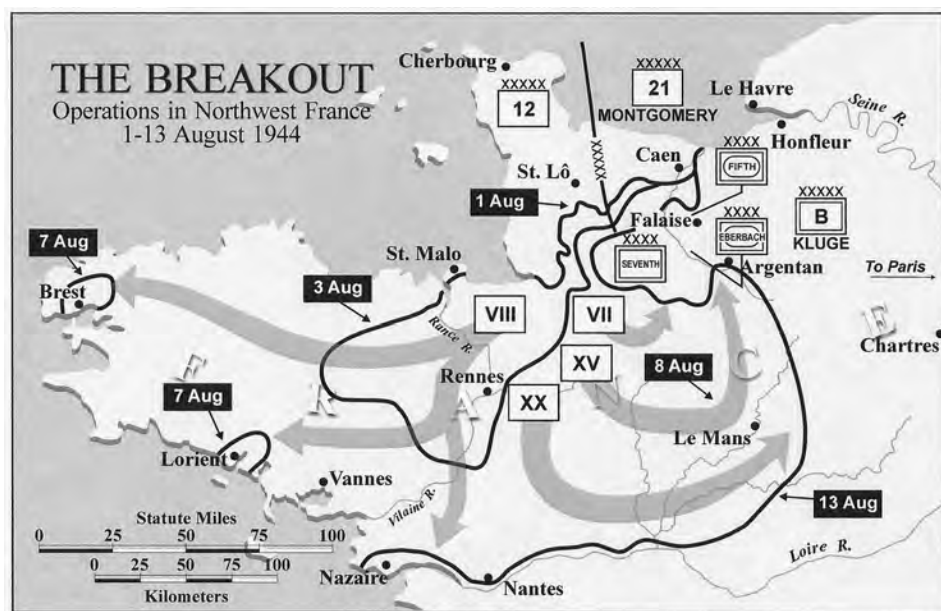 THE BREAKOUT
Operations in Northwest France
1-13 August 1944
Cherbourg
XXXXX
12
XXXXX
21
MONTGOMERY
Le Havre
Seine R.
Honfleur
XXXXX
Caen
XXXX
FIFTH
St. Lô
1 Aug
Falaise
XXXXX
B
KLUGE
XXXX
EBERBACH
XXXX
SEVENTH
Argentan
To Paris
7 Aug
Brest
St. Malo
3 Aug
Rance R.
VIII
VII
XV
XX
Rennes
8 Aug
Chartres
F R A N C E
7 Aug
Lorient
Le Mans
Vannes
Vilaine R.
13 Aug
Loire R.
Nazaire
Nantes
Statute Miles
0 25 50 75 100
0 25 50 75 100
Kilometers